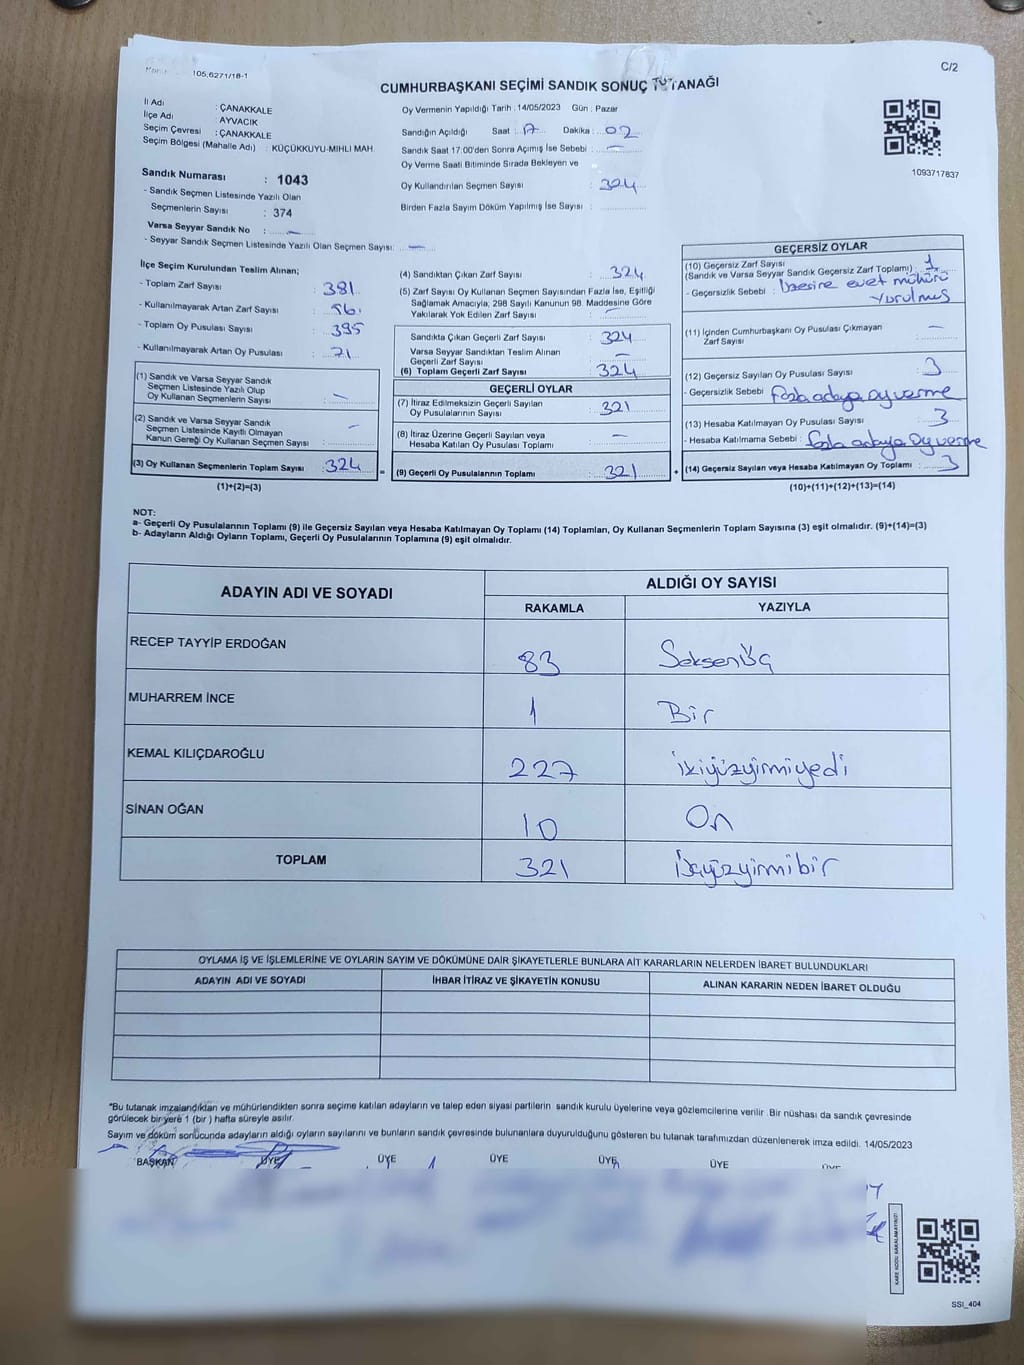 105.6271/18-1
C/2
CUMHURBAŞKANI SEÇİMİ SANDIK SONUÇ TUTANAĞI
İl Adı : ÇANAKKALE
İlçe Adı : AYVACIK
Seçim Çevresi : ÇANAKKALE
Seçim Bölgesi (Mahalle Adı) : KÜÇÜKKUYU-MIHLI MAH.
Oy Vermenin Yapıldığı Tarih : 14/05/2023 Gün : Pazar
Sandığın Açıldığı Saat : 17 Dakika : 02
Sandık Saat 17:00'den Sonra Açımış İse Sebebi : —
Oy Verme Saati Bitiminde Sırada Bekleyen ve
Oy Kullandırılan Seçmen Sayısı : 324
Birden Fazla Sayım Döküm Yapılmış İse Sayısı :
1093717837
Sandık Numarası : 1043
- Sandık Seçmen Listesinde Yazılı Olan
Seçmenlerin Sayısı : 374
Varsa Seyyar Sandık No : —
- Seyyar Sandık Seçmen Listesinde Yazılı Olan Seçmen Sayısı : —
İlçe Seçim Kurulundan Teslim Alınan;
- Toplam Zarf Sayısı : 381
- Kullanılmayarak Artan Zarf Sayısı : 56
- Toplam Oy Pusulası Sayısı : 395
- Kullanılmayarak Artan Oy Pusulası : 71
(1) Sandık ve Varsa Seyyar Sandık
Seçmen Listesinde Yazılı Olup
Oy Kullanan Seçmenlerin Sayısı : —
(2) Sandık ve Varsa Seyyar Sandık
Seçmen Listesinde Kayıtlı Olmayan
Kanun Gereği Oy Kullanan Seçmen Sayısı : —
(3) Oy Kullanan Seçmenlerin Toplam Sayısı : 324
(1)+(2)=(3)
=
(4) Sandıktan Çıkan Zarf Sayısı : 324
(5) Zarf Sayısı Oy Kullanan Seçmen Sayısından Fazla İse, Eşitliği
Sağlamak Amacıyla, 298 Sayılı Kanunun 98. Maddesine Göre
Yakılarak Yok Edilen Zarf Sayısı : —
Sandıkta Çıkan Geçerli Zarf Sayısı : 324
Varsa Seyyar Sandıktan Teslim Alınan
Geçerli Zarf Sayısı : —
(6) Toplam Geçerli Zarf Sayısı : 324
GEÇERLİ OYLAR
(7) İtiraz Edilmeksizin Geçerli Sayılan
Oy Pusulalarının Sayısı : 321
(8) İtiraz Üzerine Geçerli Sayılan veya
Hesaba Katılan Oy Pusulası Toplamı : —
(9) Geçerli Oy Pusulalarının Toplamı : 321
+
GEÇERSİZ OYLAR
(10) Geçersiz Zarf Sayısı
(Sandık ve Varsa Seyyar Sandık Geçersiz Zarf Toplamı) : 1
- Geçersizlik Sebebi : Üzerine evet mühürü
vurulmuş
(11) İçinden Cumhurbaşkanı Oy Pusulası Çıkmayan
Zarf Sayısı : —
(12) Geçersiz Sayılan Oy Pusulası Sayısı : 3
- Geçersizlik Sebebi : fazla adaya oy verme
(13) Hesaba Katılmayan Oy Pusulası Sayısı : 3
- Hesaba Katılmama Sebebi : fazla adaya oy verme
(14) Geçersiz Sayılan veya Hesaba Katılmayan Oy Toplamı : 3
(10)+(11)+(12)+(13)=(14)
NOT:
a- Geçerli Oy Pusulalarının Toplamı (9) ile Geçersiz Sayılan veya Hesaba Katılmayan Oy Toplamı (14) Toplamları, Oy Kullanan Seçmenlerin Toplam Sayısına (3) eşit olmalıdır. (9)+(14)=(3)
b- Adayların Aldığı Oyların Toplamı, Geçerli Oy Pusulalarının Toplamına (9) eşit olmalıdır.
ADAYIN ADI VE SOYADI
ALDIĞI OY SAYISI
RAKAMLA YAZIYLA
RECEP TAYYİP ERDOĞAN 83 Seksenüç
MUHARREM İNCE 1 Bir
KEMAL KILIÇDAROĞLU 227 ikiyüzyirmiyedi
SİNAN OĞAN 10 On
TOPLAM 321 üçyüzyirmibir
OYLAMA İŞ VE İŞLEMLERİNE VE OYLARIN SAYIM VE DÖKÜMÜNE DAİR ŞİKAYETLERLE BUNLARA AİT KARARLARIN NELERDEN İBARET BULUNDUKLARI
ADAYIN ADI VE SOYADI İHBAR İTİRAZ VE ŞİKAYETİN KONUSU ALINAN KARARIN NEDEN İBARET OLDUĞU
*Bu tutanak imzalandıktan ve mühürlendikten sonra seçime katılan adayların ve talep eden siyasi partilerin sandık kurulu üyelerine veya gözlemcilerine verilir. Bir nüshası da sandık çevresinde
görülecek bir yere 1 (bir) hafta süreyle asılır.
Sayım ve döküm sonucunda adayların aldığı oyların sayılarını ve bunların sandık çevresinde bulunanlara duyurulduğunu gösteren bu tutanak tarafımızdan düzenlenerek imza edildi. 14/05/2023
BAŞKAN ÜYE ÜYE ÜYE ÜYE ÜYE ÜYE
KARE KODU KARALAMAYINIZ!
SSI_404